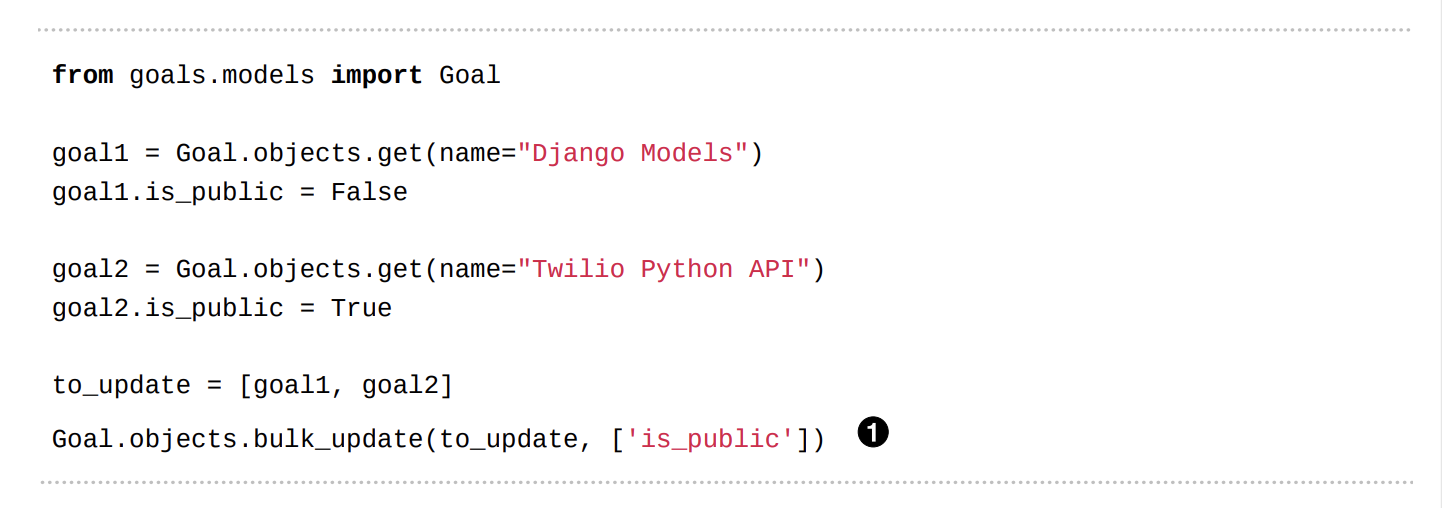 from goals.models import Goal
goal1 = Goal.objects.get(name="Django Models")
goal1.is_public = False
goal2 = Goal.objects.get(name="Twilio Python API")
goal2.is_public = True
to_update = [goal1, goal2]
Goal.objects.bulk_update(to_update, ['is_public']) ❶